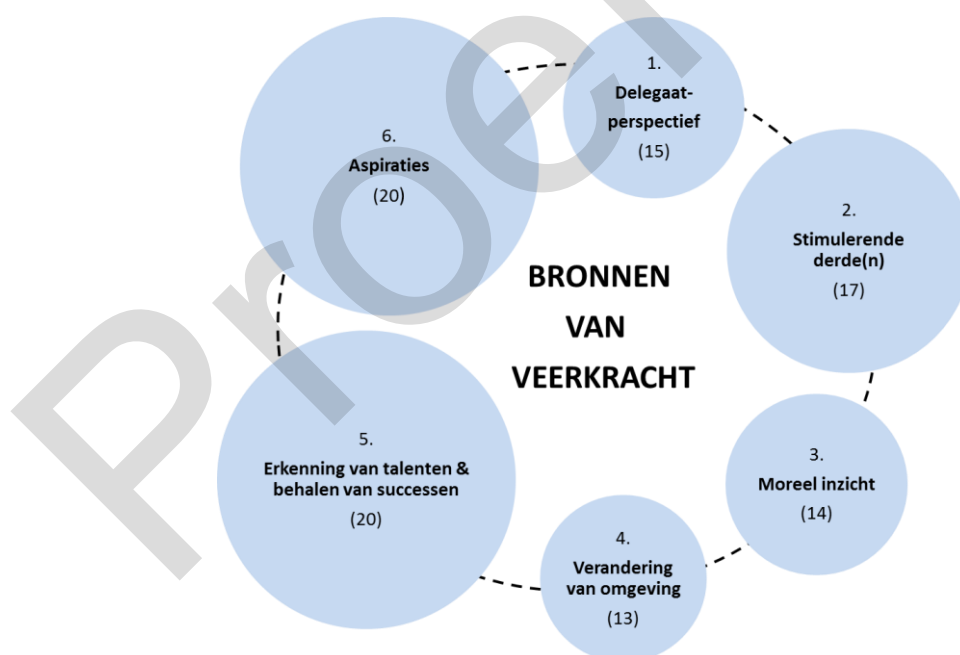 1.
Delegaat-
perspectief
(15)
2.
Stimulerende
derde(n)
(17)
3.
Moreel inzicht
(14)
4.
Verandering
van omgeving
(13)
5.
Erkenning van talenten &
behalen van successen
(20)
6.
Aspiraties
(20)
BRONNEN
VAN
VEERKRACHT